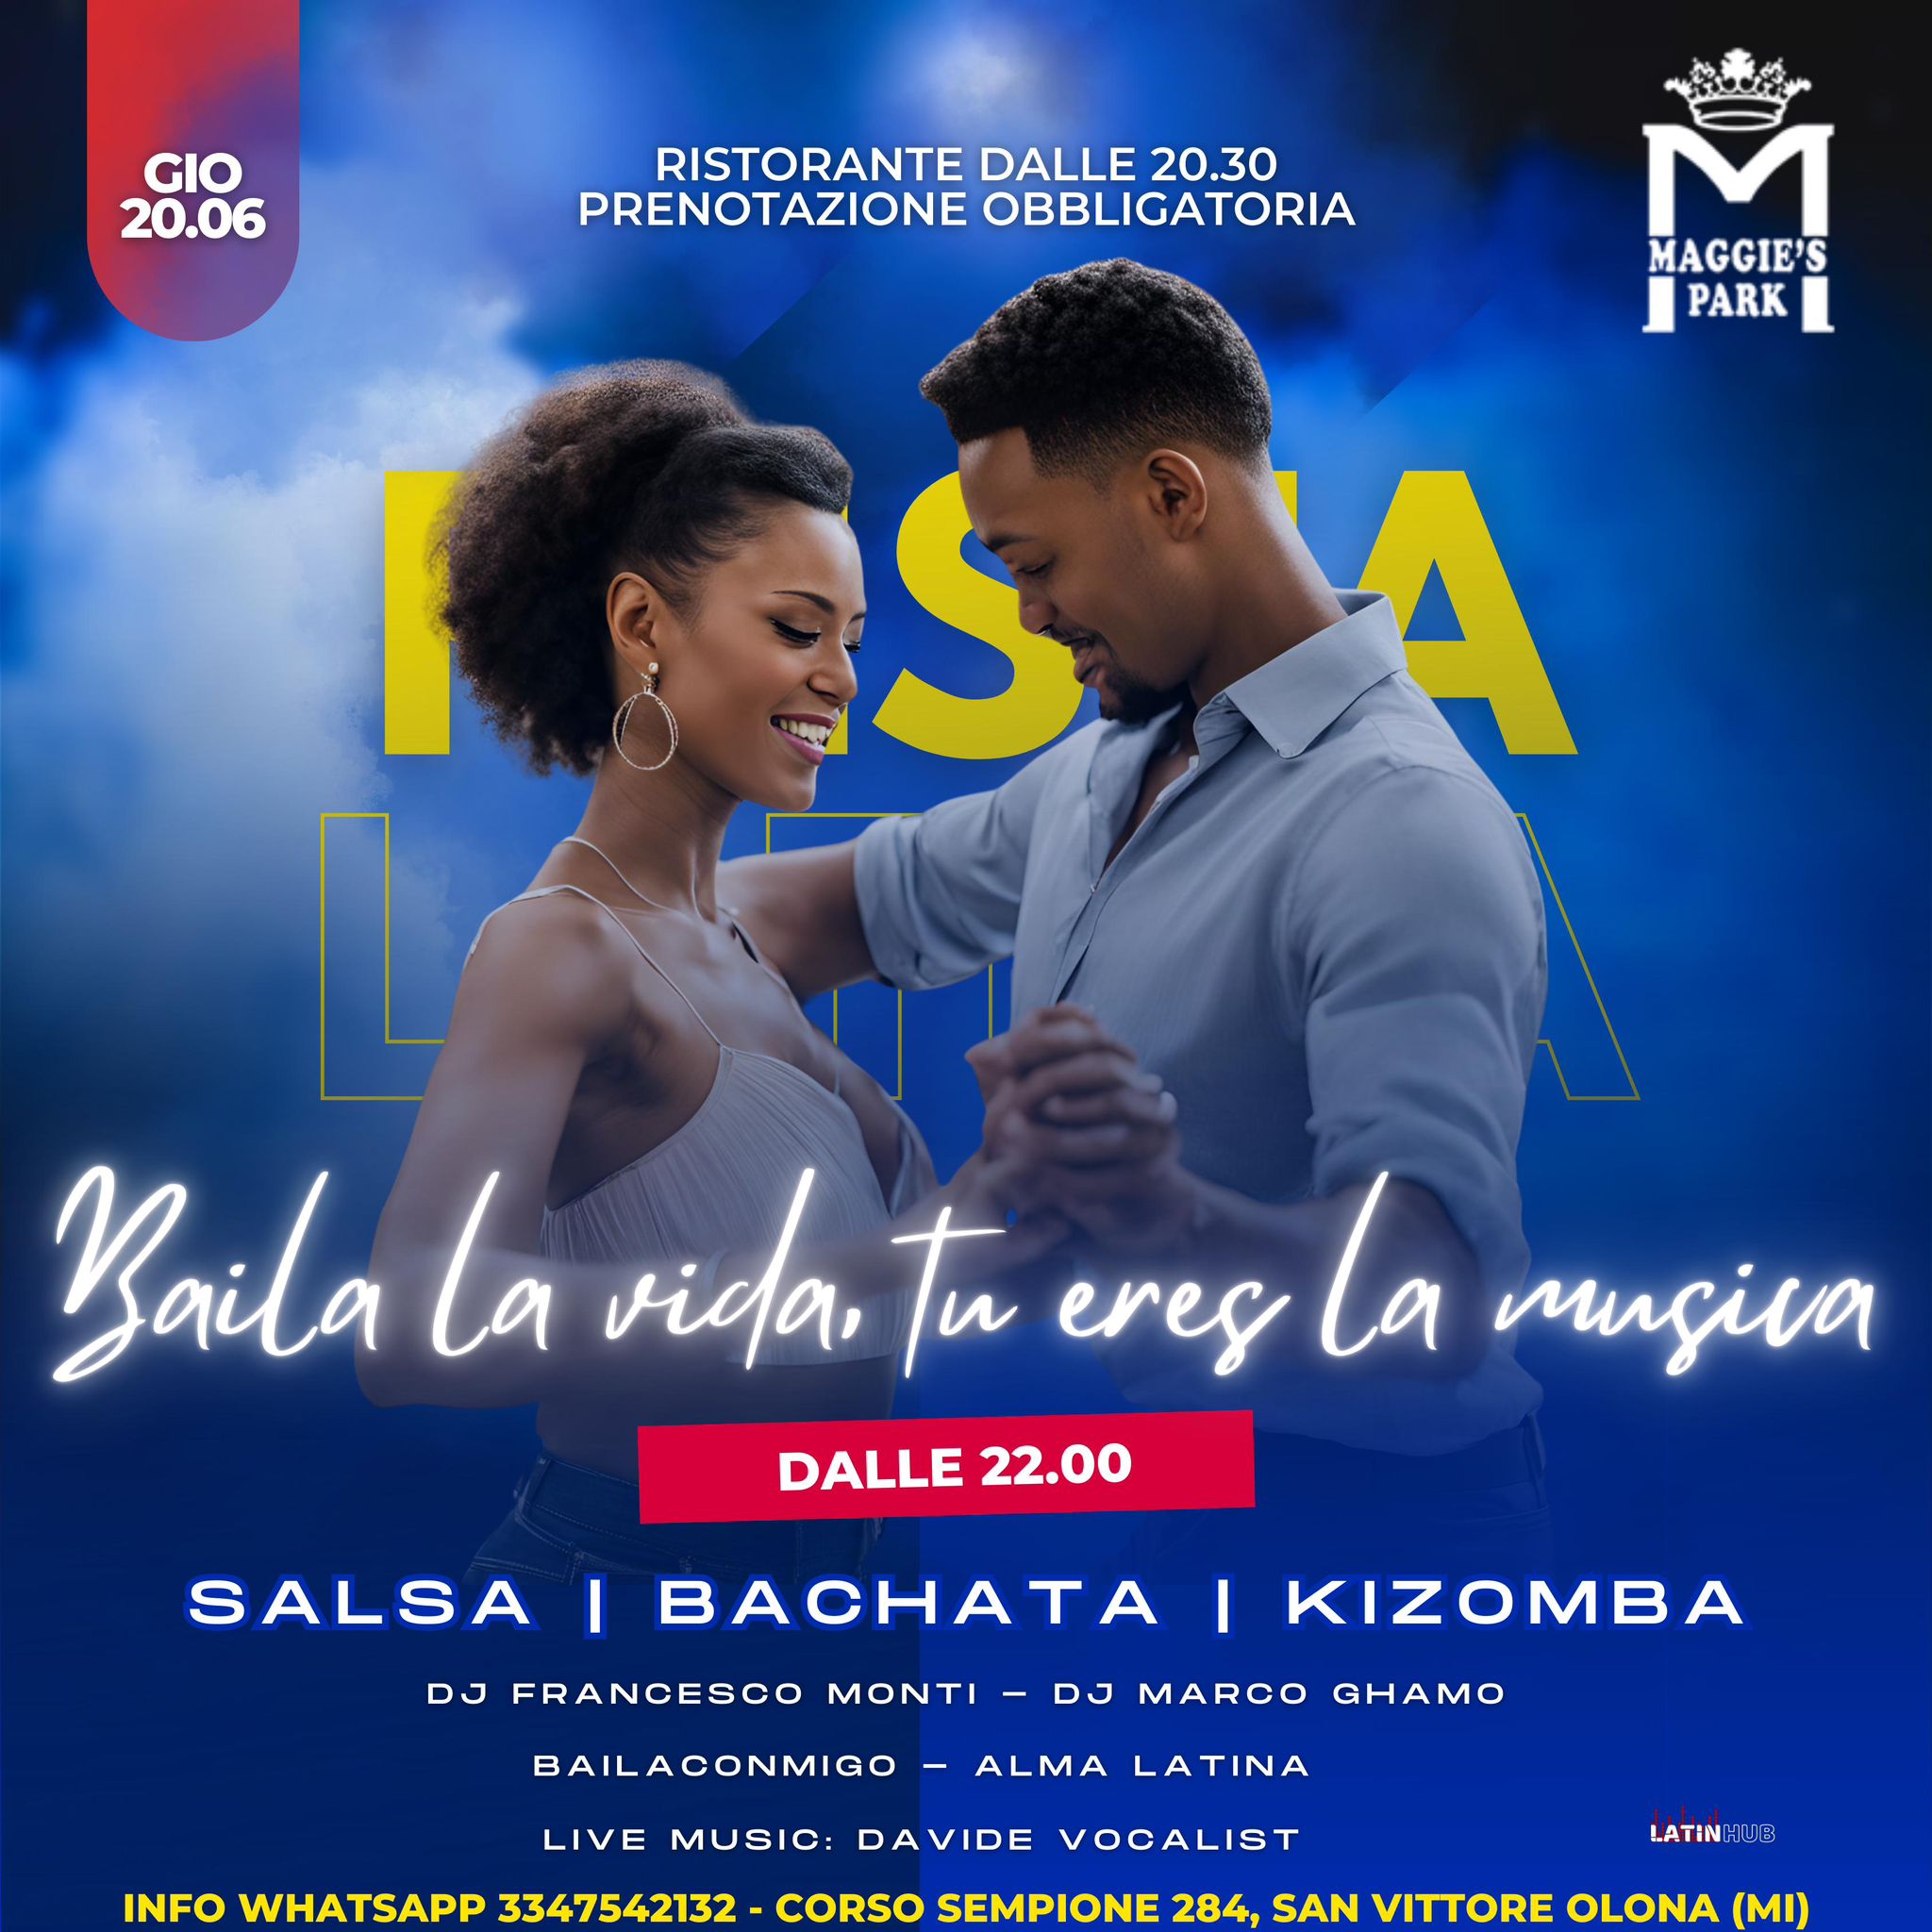 GIO
20.06
RISTORANTE DALLE 20.30
PRENOTAZIONE OBBLIGATORIA
MAGGIE'S
PARK
Baila la vida, tu eres la musica
DALLE 22.00
SALSA | BACHATA | KIZOMBA
DJ FRANCESCO MONTI – DJ MARCO GHAMO
BAILACONMIGO – ALMA LATINA
LIVE MUSIC: DAVIDE VOCALIST
LATINHUB
INFO WHATSAPP 3347542132 - CORSO SEMPIONE 284, SAN VITTORE OLONA (MI)